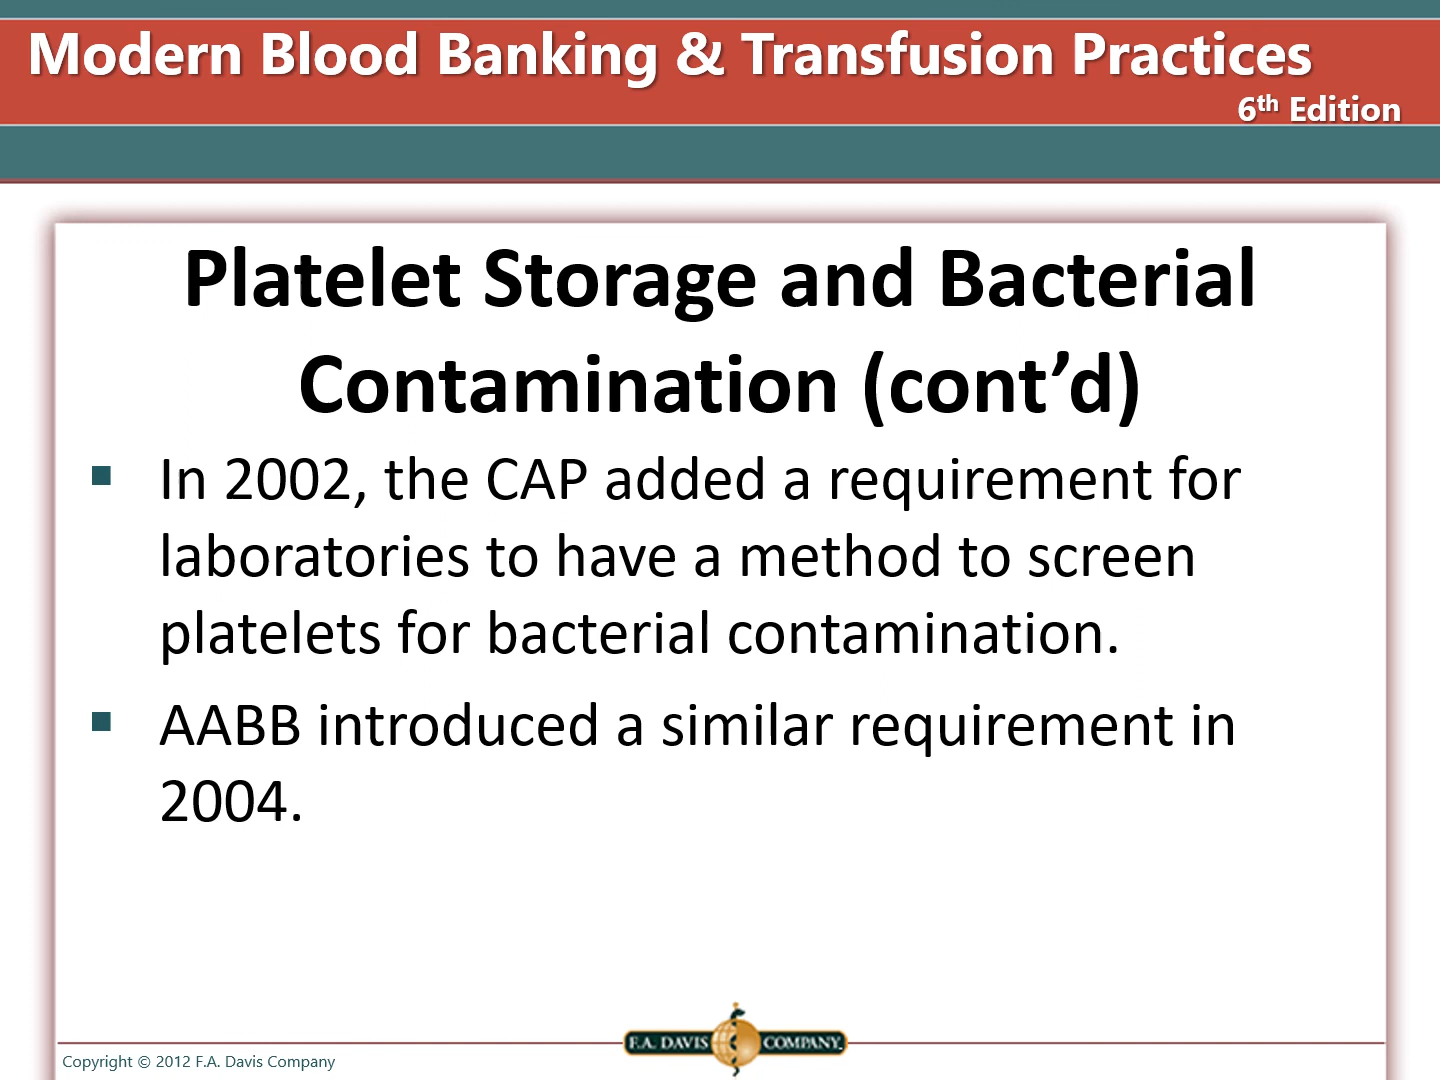 Modern Blood Banking & Transfusion Practices
6th Edition
Platelet Storage and Bacterial
Contamination (cont’d)
▪ In 2002, the CAP added a requirement for
laboratories to have a method to screen
platelets for bacterial contamination.
▪ AABB introduced a similar requirement in
2004.
F.A. DAVIS COMPANY
Copyright © 2012 F.A. Davis Company